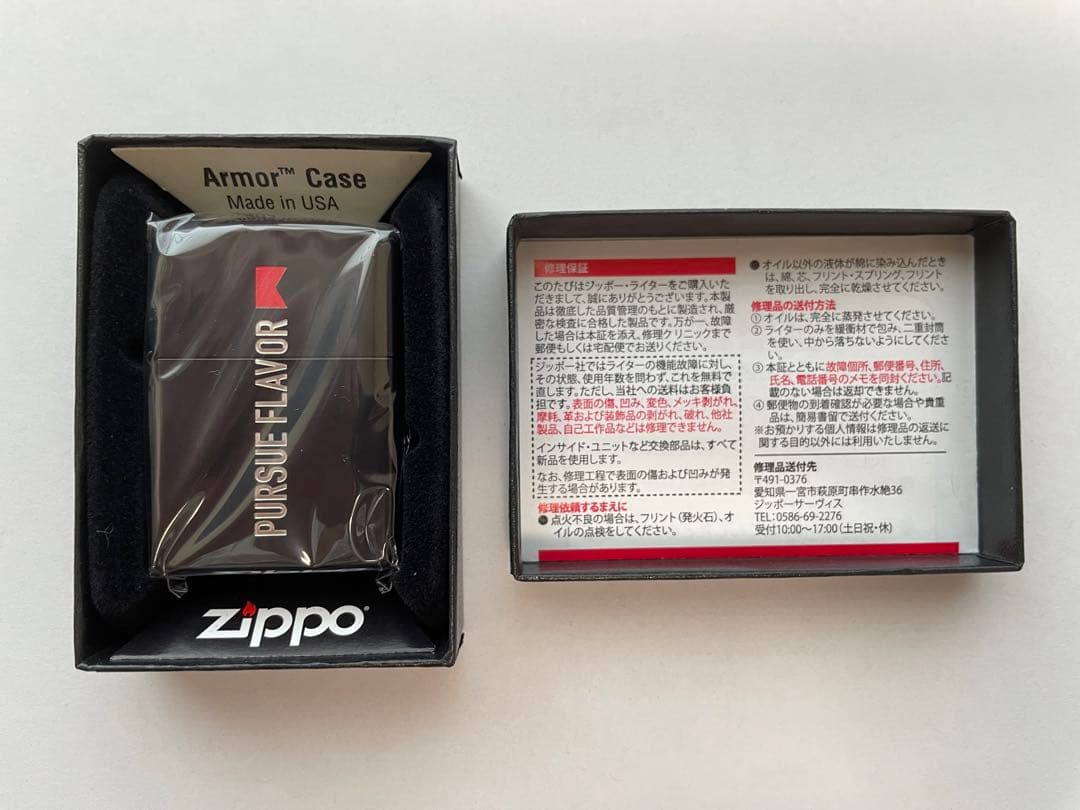 Armor™ Case
Made in USA
PURSUE FLAVOR
zippo®
修理保証
このたびはジッポー・ライターをご購入いた
だきまして、誠にありがとうございます。本製
品は徹底した品質管理のもとに製造され、厳
密な検査に合格した製品です。万が一、故障
した場合は本証を添え、修理クリニックまで
郵便もしくは宅配便でお送りください。
ジッポー社ではライターの機能故障に対し、
その状態、使用年数を問わず、これを無料で
直します。ただし、当社への送料はお客様負
担です。表面の傷、凹み、変色、メッキ剥がれ、
摩耗、革および装飾品の剥がれ、破れ、他社
製品、自己工作品などは修理できません。
インサイド・ユニットなど交換部品は、すべて
新品を使用します。
なお、修理工程で表面の傷および凹みが発
生する場合があります。
修理依頼するまえに
●点火不良の場合は、フリント(発火石)、オ
イルの点検をしてください。
●オイル以外の液体が綿に染み込んだとき
は、綿、芯、フリント・スプリング、フリント
を取り出し、完全に乾燥させてください。
修理品の送付方法
① オイルは、完全に蒸発させてください。
② ライターのみを緩衝材で包み、二重封筒
を使い、中から落ちないようにしてくださ
い。
③ 本証とともに故障個所、郵便番号、住所、
氏名、電話番号のメモを同封ください。記
載のない場合は返却できません。
④ 郵便物の到着確認が必要な場合や貴重
品は、簡易書留で送付ください。
※お預かりする個人情報は修理品の返送に
関する目的以外には利用いたしません。
修理品送付先
〒491-0376
愛知県一宮市萩原町串作水絶36
ジッポーサーヴィス
TEL:0586-69-2276
受付10:00〜17:00(土日祝・休)